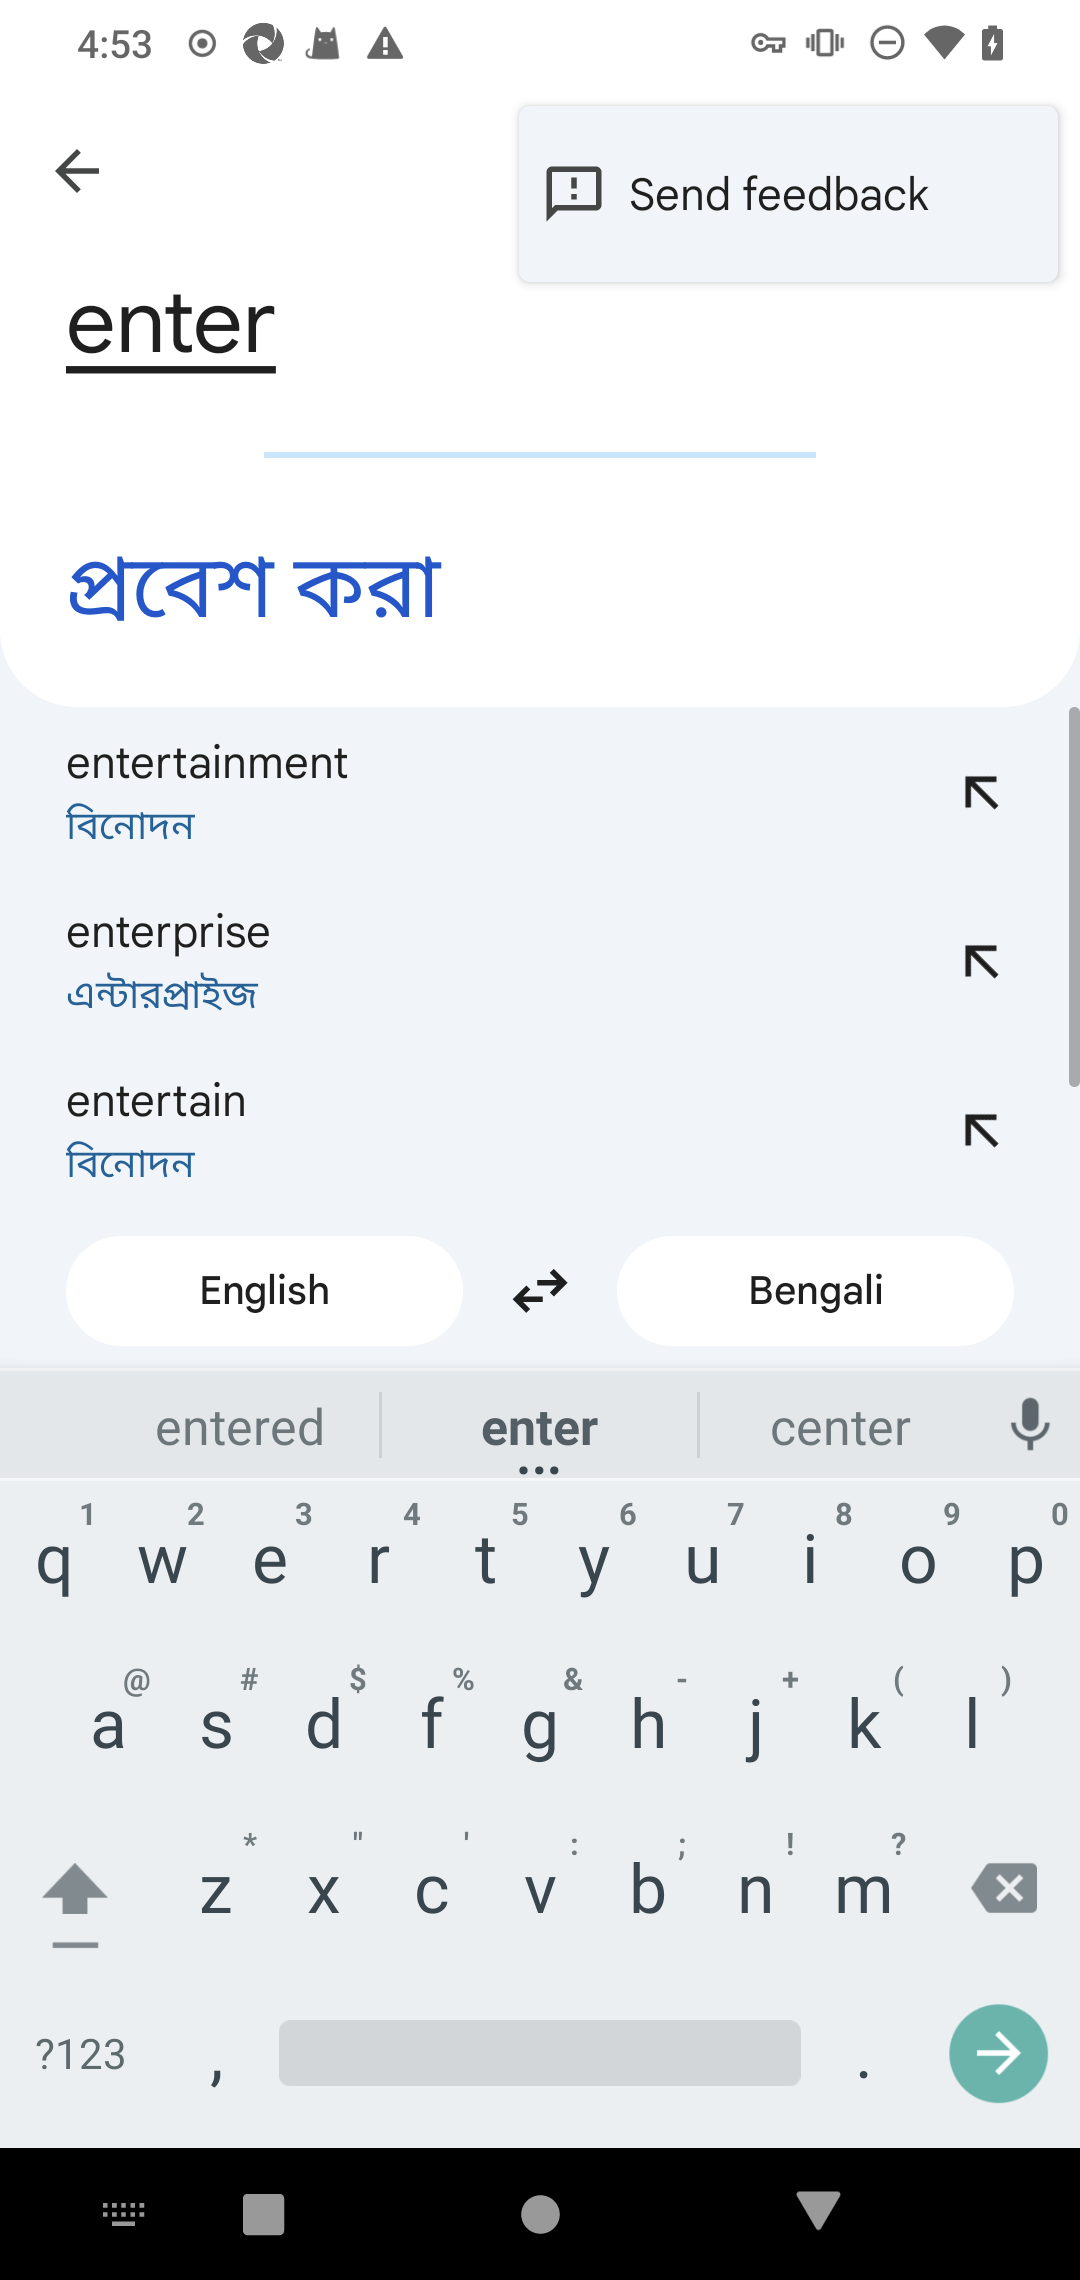 4:53
Send feedback
enter
প্রবেশ করা
entertainment
বিনোদন
enterprise
এন্টারপ্রাইজ
entertain
বিনোদন
English
Bengali
entered enter center
1 2 3 4 5 6 7 8 9 0
q w e r t y u i o p
@ # $ % & - + ( )
a s d f g h j k l
* " ' : ; ! ?
z x c v b n m
?123 , .